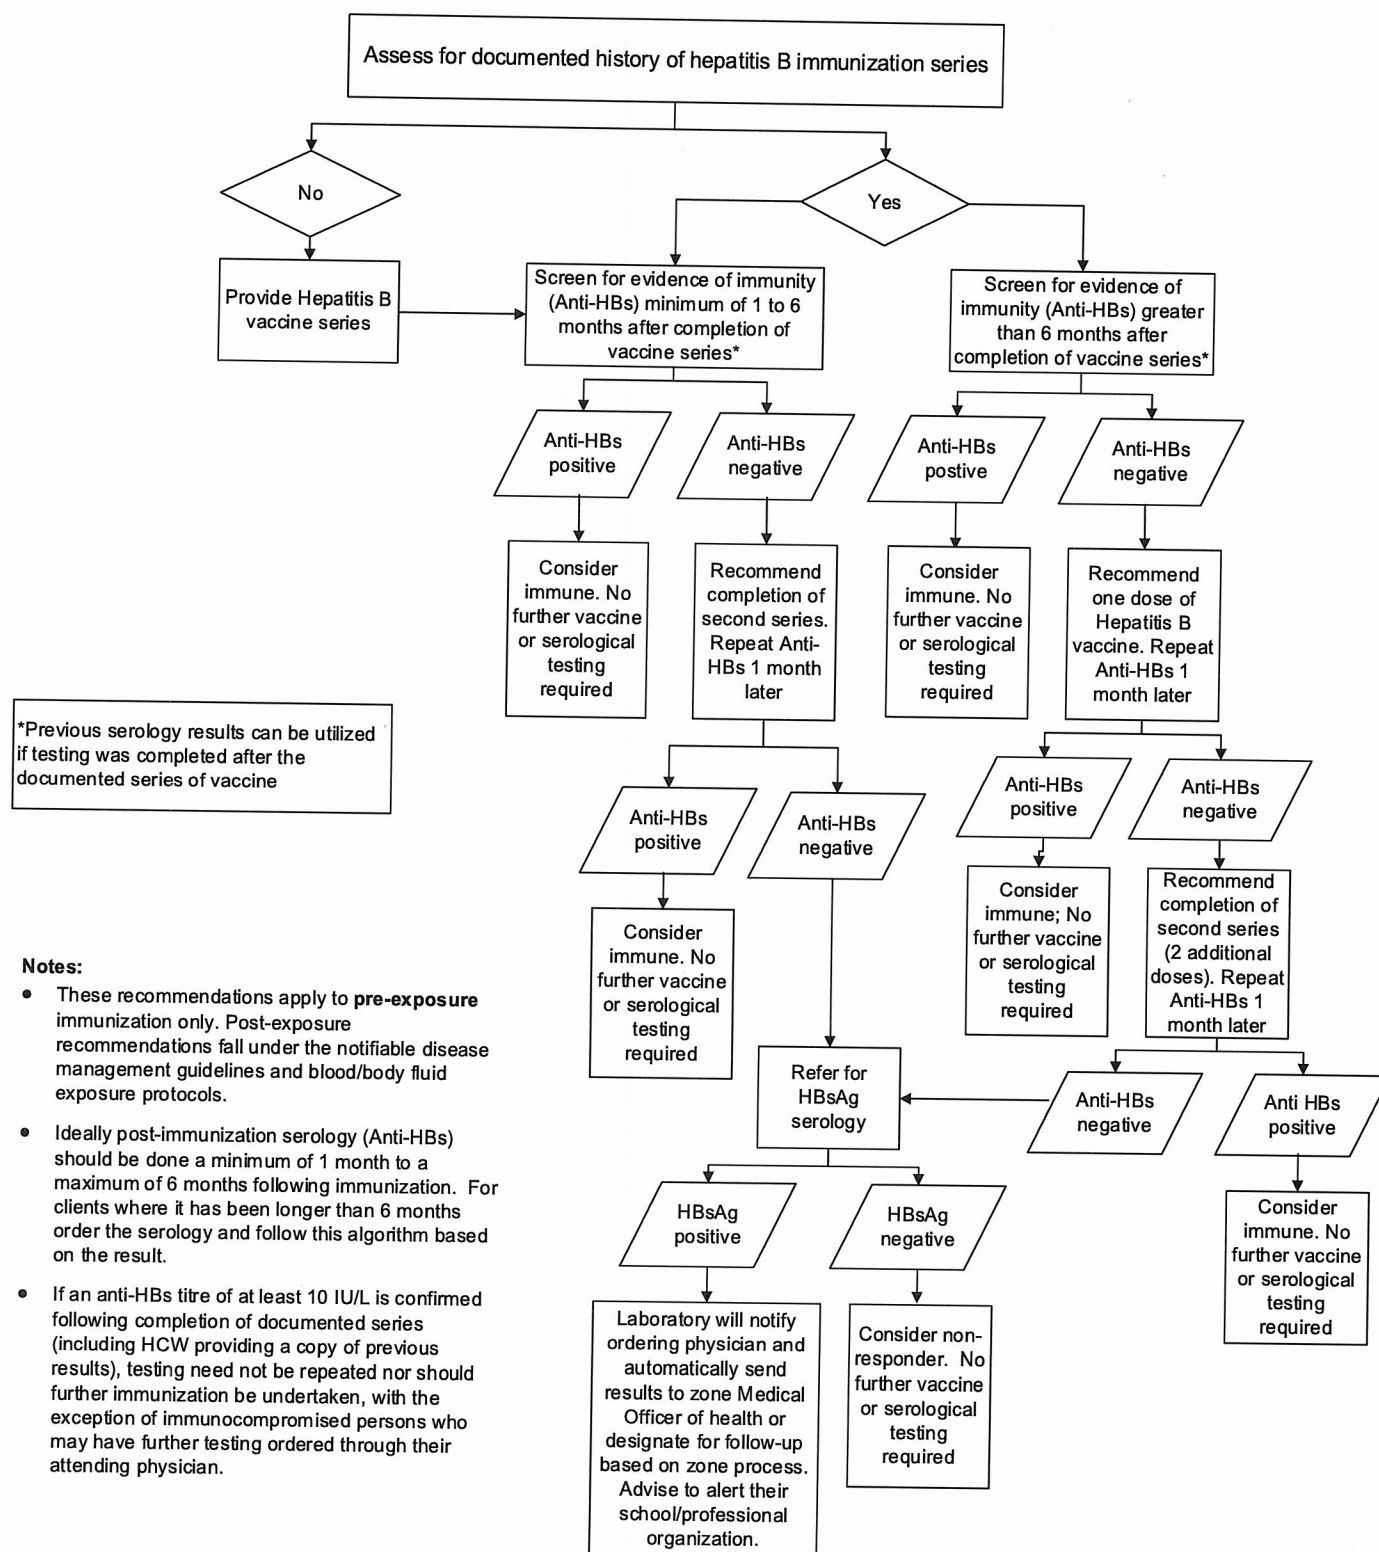 Assess for documented history of hepatitis B immunization series
No
Yes
Provide Hepatitis B
vaccine series
Screen for evidence of immunity
(Anti-HBs) minimum of 1 to 6
months after completion of
vaccine series*
Screen for evidence of
immunity (Anti-HBs) greater
than 6 months after
completion of vaccine series*
Anti-HBs
positive
Anti-HBs
negative
Anti-HBs
postive
Anti-HBs
negative
Consider
immune. No
further vaccine
or serological
testing
required
Recommend
completion of
second series.
Repeat Anti-
HBs 1 month
later
Consider
immune. No
further vaccine
or serological
testing
required
Recommend
one dose of
Hepatitis B
vaccine. Repeat
Anti-HBs 1
month later
*Previous serology results can be utilized
if testing was completed after the
documented series of vaccine
Anti-HBs
positive
Anti-HBs
negative
Anti-HBs
positive
Anti-HBs
negative
Consider
immune. No
further vaccine
or serological
testing
required
Consider
immune; No
further vaccine
or serological
testing
required
Recommend
completion of
second series
(2 additional
doses). Repeat
Anti-HBs 1
month later
Refer for
HBsAg
serology
Anti-HBs
negative
Anti HBs
positive
HBsAg
positive
HBsAg
negative
Consider
immune. No
further vaccine
or serological
testing
required
Laboratory will notify
ordering physician and
automatically send
results to zone Medical
Officer of health or
designate for follow-up
based on zone process.
Advise to alert their
school/professional
organization.
Consider non-
responder. No
further vaccine
or serological
testing
required
Notes:
• These recommendations apply to pre-exposure
immunization only. Post-exposure
recommendations fall under the notifiable disease
management guidelines and blood/body fluid
exposure protocols.
• Ideally post-immunization serology (Anti-HBs)
should be done a minimum of 1 month to a
maximum of 6 months following immunization. For
clients where it has been longer than 6 months
order the serology and follow this algorithm based
on the result.
• If an anti-HBs titre of at least 10 IU/L is confirmed
following completion of documented series
(including HCW providing a copy of previous
results), testing need not be repeated nor should
further immunization be undertaken, with the
exception of immunocompromised persons who
may have further testing ordered through their
attending physician.